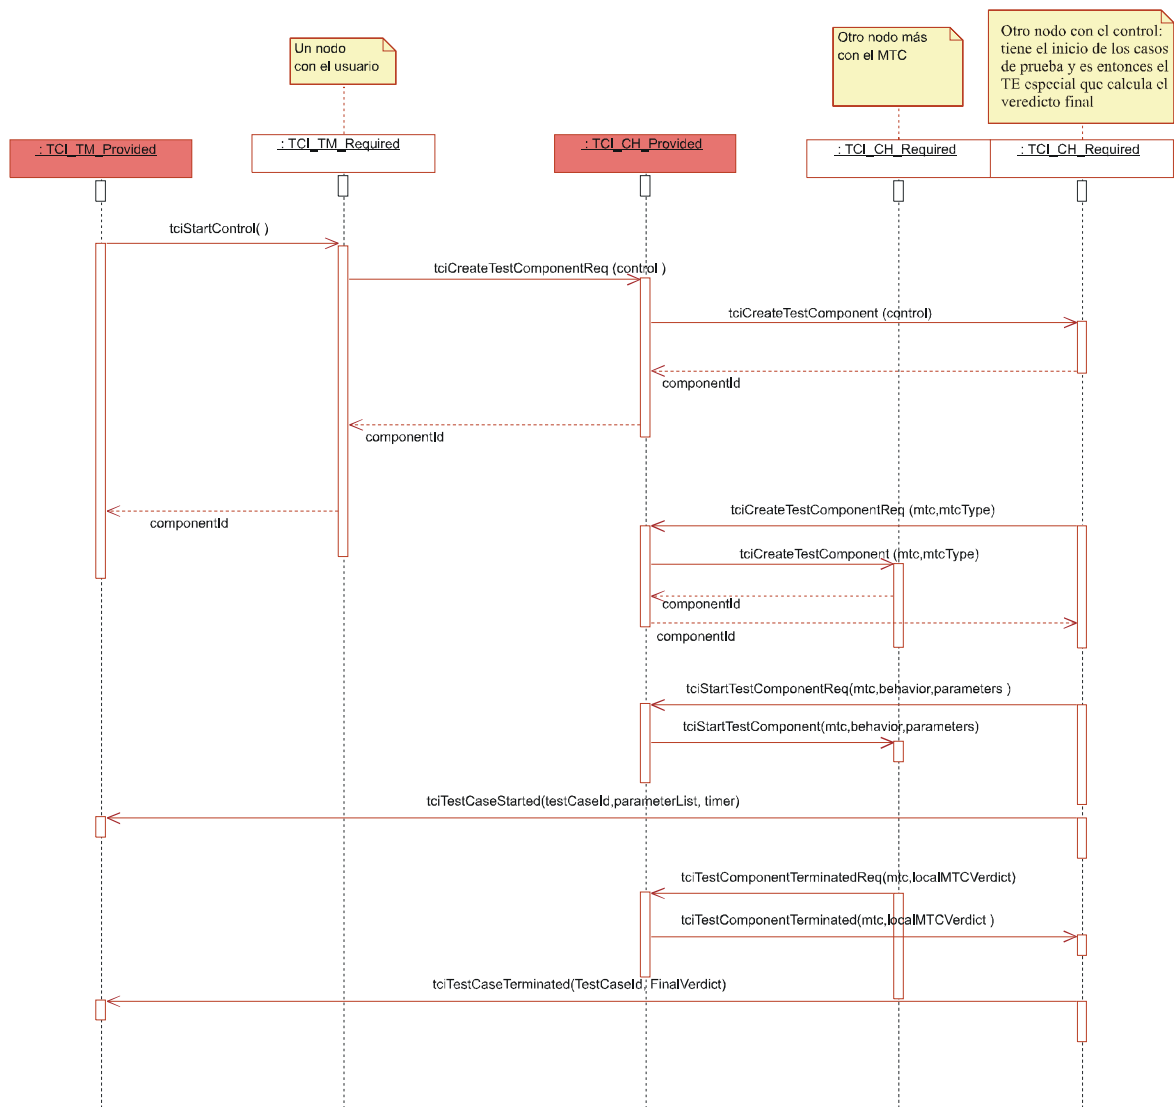 Un nodo
con el usuario
Otro nodo más
con el MTC
Otro nodo con el control:
tiene el inicio de los casos
de prueba y es entonces el
TE especial que calcula el
veredicto final
: TCI_TM_Provided
: TCI_TM_Required
: TCI_CH_Provided
: TCI_CH_Required
: TCI_CH_Required
tciStartControl( )
tciCreateTestComponentReq (control )
tciCreateTestComponent (control)
componentId
componentId
componentId
tciCreateTestComponentReq (mtc,mtcType)
tciCreateTestComponent (mtc,mtcType)
componentId
componentId
tciStartTestComponentReq(mtc,behavior,parameters )
tciStartTestComponent(mtc,behavior,parameters)
tciTestCaseStarted(testCaseId,parameterList, timer)
tciTestComponentTerminatedReq(mtc,localMTCVerdict)
tciTestComponentTerminated(mtc,localMTCVerdict )
tciTestCaseTerminated(TestCaseId, FinalVerdict)